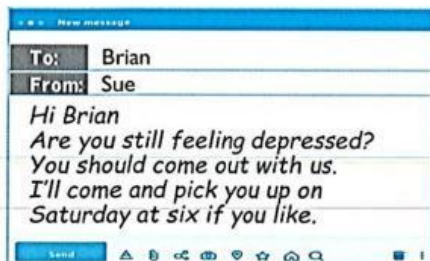 New message
To: Brian
From: Sue
Hi Brian
Are you still feeling depressed?
You should come out with us.
I'll come and pick you up on
Saturday at six if you like.
Send